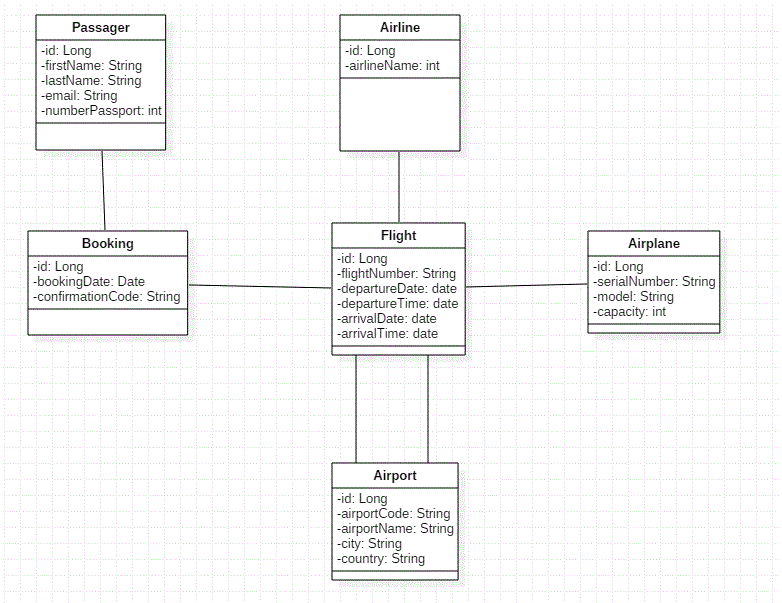 Passager
-id: Long
-firstName: String
-lastName: String
-email: String
-numberPassport: int
Airline
-id: Long
-airlineName: int
Booking
-id: Long
-bookingDate: Date
-confirmationCode: String
Flight
-id: Long
-flightNumber: String
-departureDate: date
-departureTime: date
-arrivalDate: date
-arrivalTime: date
Airplane
-id: Long
-serialNumber: String
-model: String
-capacity: int
Airport
-id: Long
-airportCode: String
-airportName: String
-city: String
-country: String